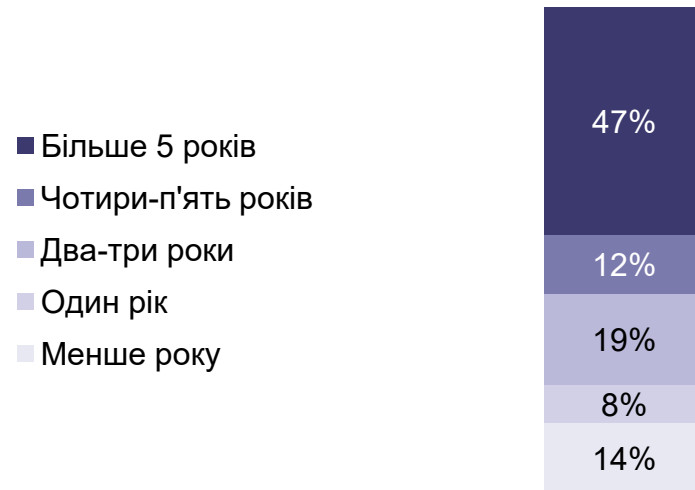 Більше 5 років
Чотири-п'ять років
Два-три роки
Один рік
Менше року
47%
12%
19%
8%
14%